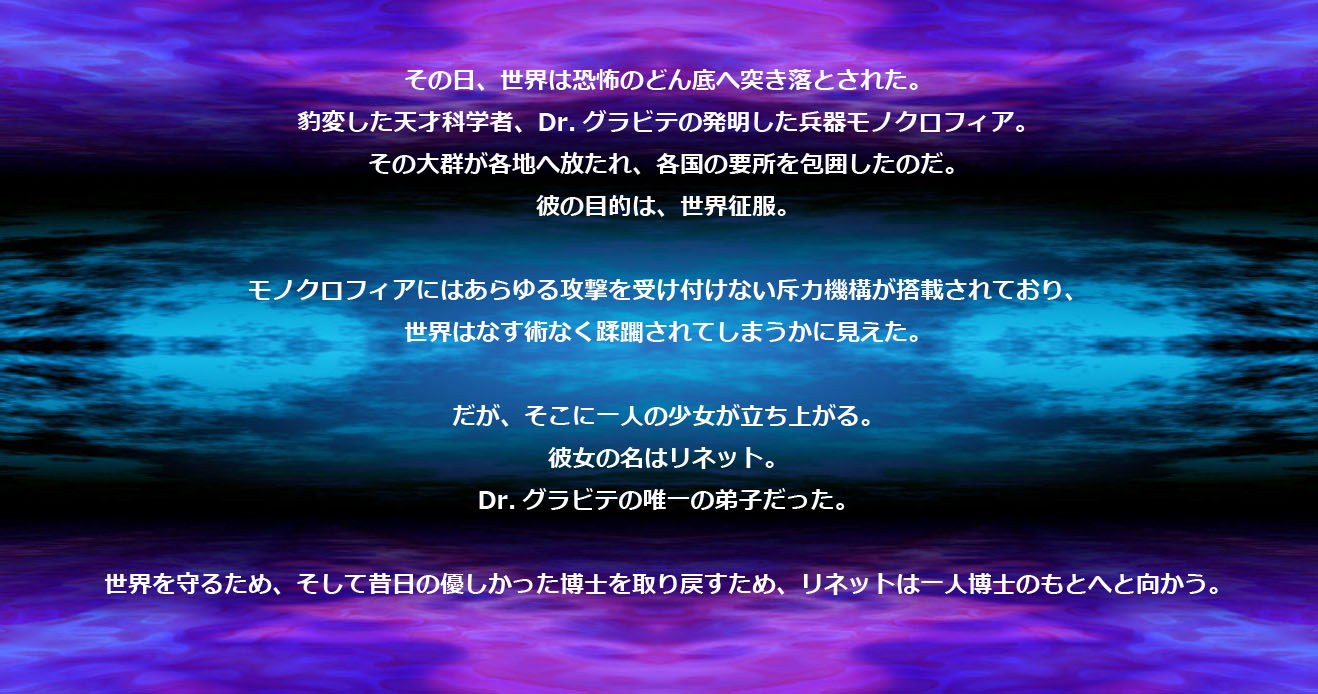 その日、世界は恐怖のどん底へ突き落とされた。
豹変した天才科学者、Dr.グラビテの発明した兵器モノクロフィア。
その大群が各地へ放たれ、各国の要所を包囲したのだ。
彼の目的は、世界征服。
モノクロフィアにはあらゆる攻撃を受け付けない斥力機構が搭載されており、
世界はなす術なく蹂躙されてしまうかに見えた。
だが、そこに一人の少女が立ち上がる。
彼女の名はリネット。
Dr.グラビテの唯一の弟子だった。
世界を守るため、そして昔日の優しかった博士を取り戻すため、リネットは一人博士のもとへと向かう。